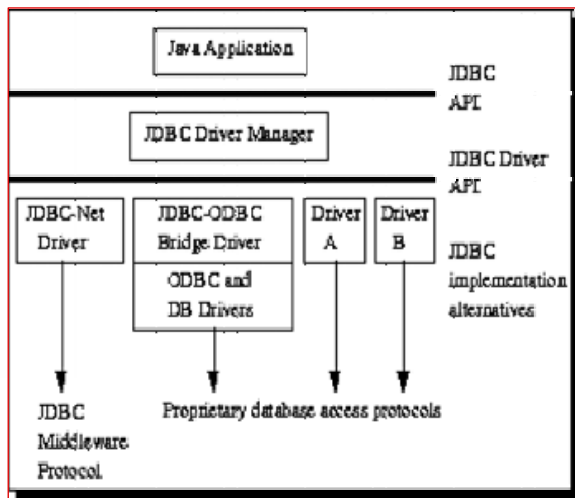 Java Application
JDBC
API
JDBC Driver Manager
JDBC Driver
API
JDBC-Net
Driver
JDBC-ODBC
Bridge Driver
Driver
A
Driver
B
ODBC and
DB Drivers
JDBC
implementation
alternatives
JDBC
Middleware
Protocol
Proprietary database access protocols